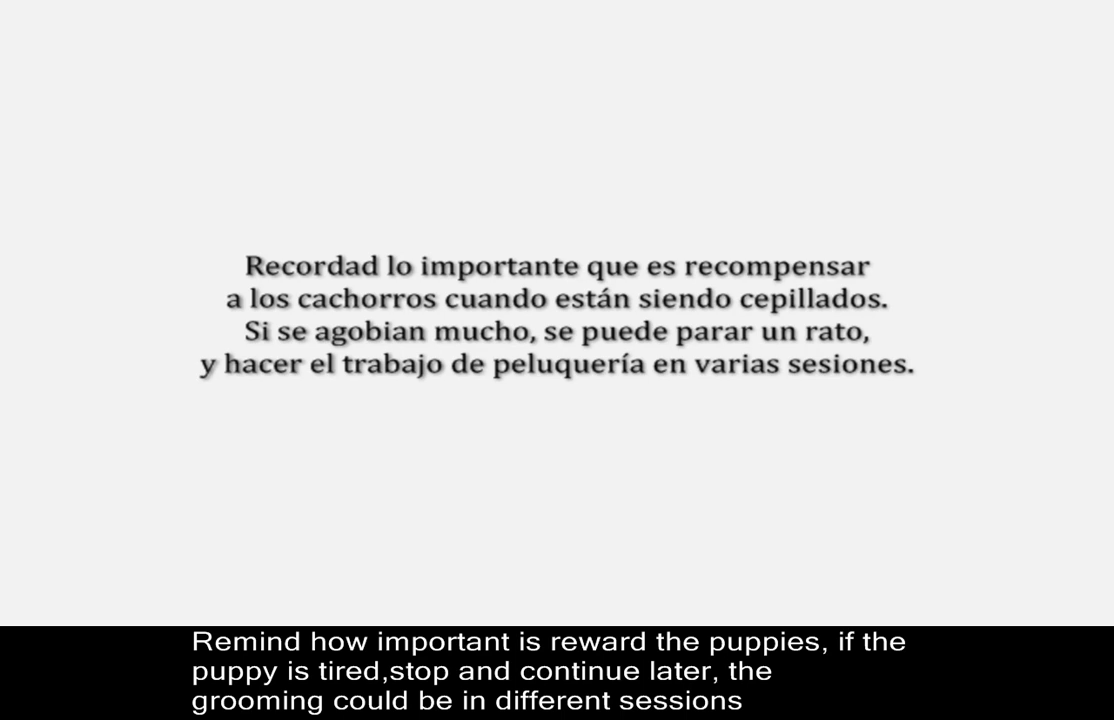 Recordad lo importante que es recompensar
a los cachorros cuando están siendo cepillados.
Si se agobian mucho, se puede parar un rato,
y hacer el trabajo de peluquería en varias sesiones.
Remind how important is reward the puppies, if the
puppy is tired,stop and continue later, the
grooming could be in different sessions